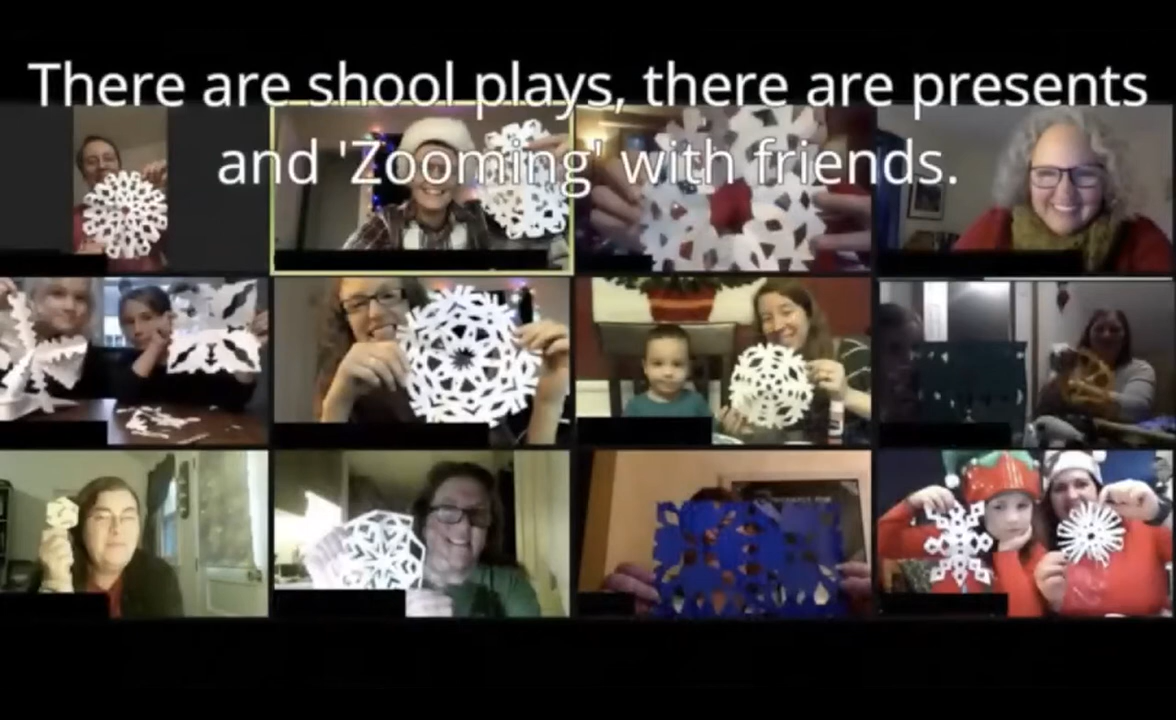 There are shool plays, there are presents
and 'Zooming' with friends.